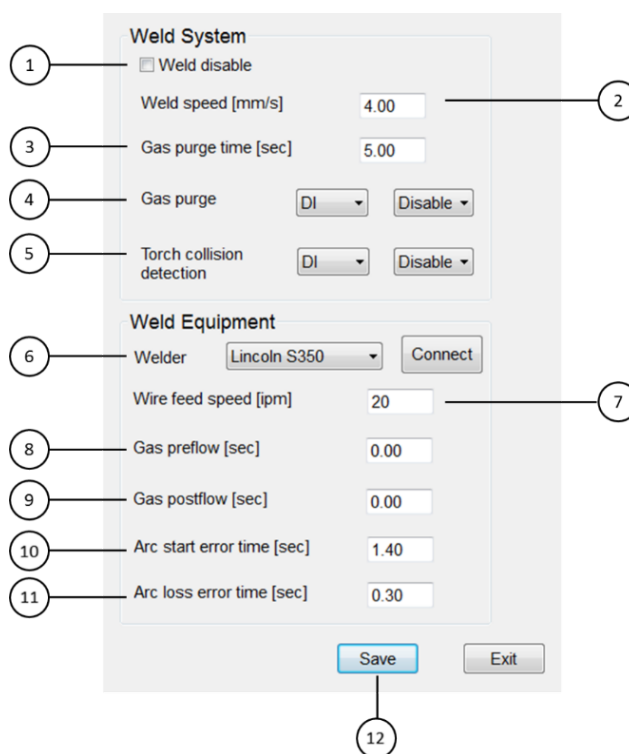 Weld System
1 Weld disable
Weld speed [mm/s] 4.00 2
3 Gas purge time [sec] 5.00
4 Gas purge DI Disable
5 Torch collision detection DI Disable
Weld Equipment
6 Welder Lincoln S350 Connect
Wire feed speed [ipm] 20 7
8 Gas preflow [sec] 0.00
9 Gas postflow [sec] 0.00
10 Arc start error time [sec] 1.40
11 Arc loss error time [sec] 0.30
Save Exit
12